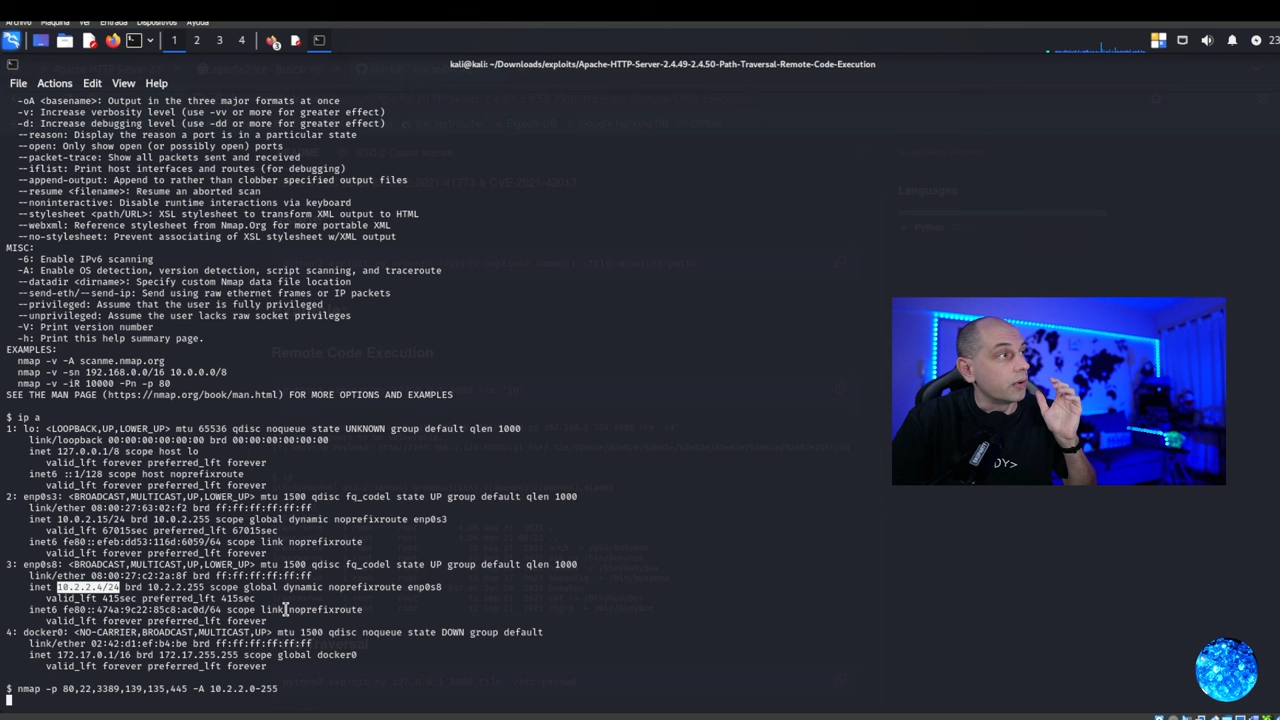 Archivo Máquina Ver Entrada Dispositivos Ayuda
1 2 3 4
23
kali@kali: ~/Downloads/exploits/Apache-HTTP-Server-2.4.49-2.4.50-Path-Traversal-Remote-Code-Execution
File Actions Edit View Help
-oA <basename>: Output in the three major formats at once
-v: Increase verbosity level (use -vv or more for greater effect)
-d: Increase debugging level (use -dd or more for greater effect)
--reason: Display the reason a port is in a particular state
--open: Only show open (or possibly open) ports
--packet-trace: Show all packets sent and received
--iflist: Print host interfaces and routes (for debugging)
--append-output: Append to rather than clobber specified output files
--resume <filename>: Resume an aborted scan
--noninteractive: Disable runtime interactions via keyboard
--stylesheet <path/URL>: XSL stylesheet to transform XML output to HTML
--webxml: Reference stylesheet from Nmap.Org for more portable XML
--no-stylesheet: Prevent associating of XSL stylesheet w/XML output
MISC:
-6: Enable IPv6 scanning
-A: Enable OS detection, version detection, script scanning, and traceroute
--datadir <dirname>: Specify custom Nmap data file location
--send-eth/--send-ip: Send using raw ethernet frames or IP packets
--privileged: Assume that the user is fully privileged
--unprivileged: Assume the user lacks raw socket privileges
-V: Print version number
-h: Print this help summary page.
EXAMPLES:
nmap -v -A scanme.nmap.org
nmap -v -sn 192.168.0.0/16 10.0.0.0/8
nmap -v -iR 10000 -Pn -p 80
SEE THE MAN PAGE (https://nmap.org/book/man.html) FOR MORE OPTIONS AND EXAMPLES
$ ip a
1: lo: <LOOPBACK,UP,LOWER_UP> mtu 65536 qdisc noqueue state UNKNOWN group default qlen 1000
link/loopback 00:00:00:00:00:00 brd 00:00:00:00:00:00
inet 127.0.0.1/8 scope host lo
valid_lft forever preferred_lft forever
inet6 ::1/128 scope host noprefixroute
valid_lft forever preferred_lft forever
2: enp0s3: <BROADCAST,MULTICAST,UP,LOWER_UP> mtu 1500 qdisc fq_codel state UP group default qlen 1000
link/ether 08:00:27:63:02:f2 brd ff:ff:ff:ff:ff:ff
inet 10.0.2.15/24 brd 10.0.2.255 scope global dynamic noprefixroute enp0s3
valid_lft 67015sec preferred_lft 67015sec
inet6 fe80::efeb:dd53:116d:6059/64 scope link noprefixroute
valid_lft forever preferred_lft forever
3: enp0s8: <BROADCAST,MULTICAST,UP,LOWER_UP> mtu 1500 qdisc fq_codel state UP group default qlen 1000
link/ether 08:00:27:c2:2a:8f brd ff:ff:ff:ff:ff:ff
inet 10.2.2.4/24 brd 10.2.2.255 scope global dynamic noprefixroute enp0s8
valid_lft 415sec preferred_lft 415sec
inet6 fe80::474a:9c22:85c8:ac0d/64 scope link noprefixroute
valid_lft forever preferred_lft forever
4: docker0: <NO-CARRIER,BROADCAST,MULTICAST,UP> mtu 1500 qdisc noqueue state DOWN group default
link/ether 02:42:d1:ef:b4:be brd ff:ff:ff:ff:ff:ff
inet 172.17.0.1/16 brd 172.17.255.255 scope global docker0
valid_lft forever preferred_lft forever
$ nmap -p 80,22,3389,139,135,445 -A 10.2.2.0-255
Languages
Python
Remote Code Execution
DY>